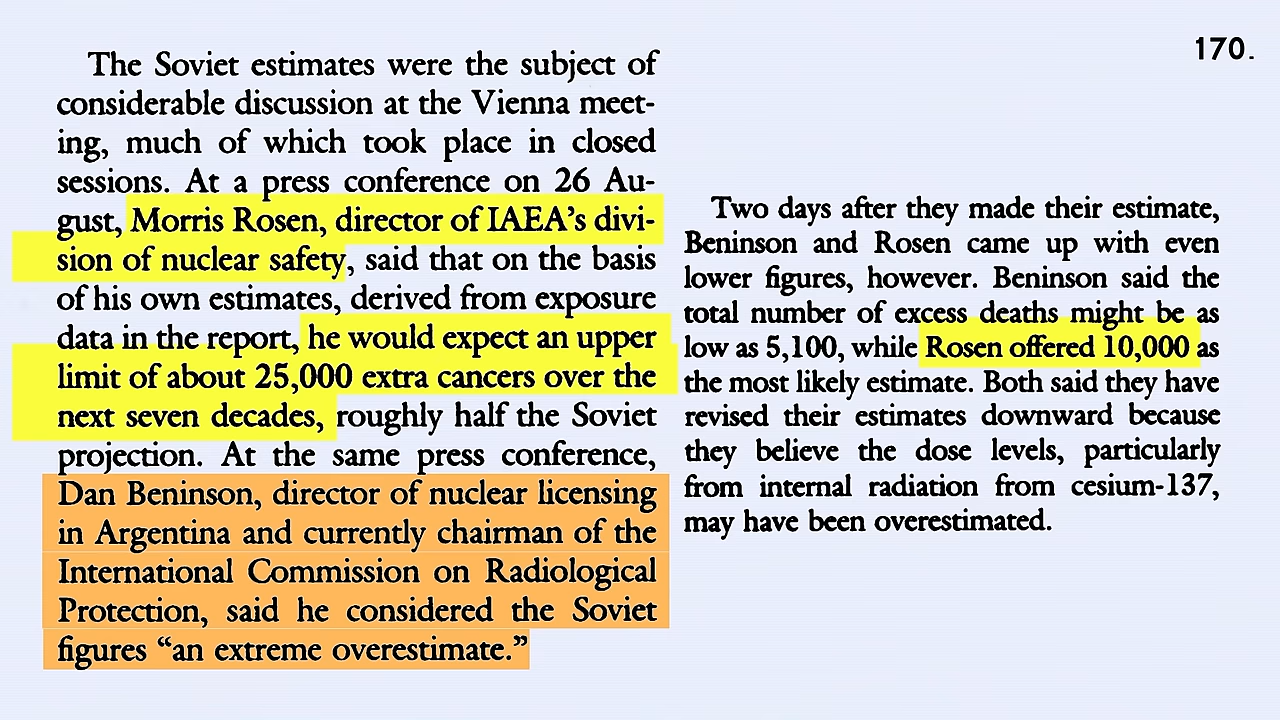 170.
The Soviet estimates were the subject of
considerable discussion at the Vienna meet-
ing, much of which took place in closed
sessions. At a press conference on 26 Au-
gust, Morris Rosen, director of IAEA’s divi-
sion of nuclear safety, said that on the basis
of his own estimates, derived from exposure
data in the report, he would expect an upper
limit of about 25,000 extra cancers over the
next seven decades, roughly half the Soviet
projection. At the same press conference,
Dan Beninson, director of nuclear licensing
in Argentina and currently chairman of the
International Commission on Radiological
Protection, said he considered the Soviet
figures “an extreme overestimate.”
Two days after they made their estimate,
Beninson and Rosen came up with even
lower figures, however. Beninson said the
total number of excess deaths might be as
low as 5,100, while Rosen offered 10,000 as
the most likely estimate. Both said they have
revised their estimates downward because
they believe the dose levels, particularly
from internal radiation from cesium-137,
may have been overestimated.